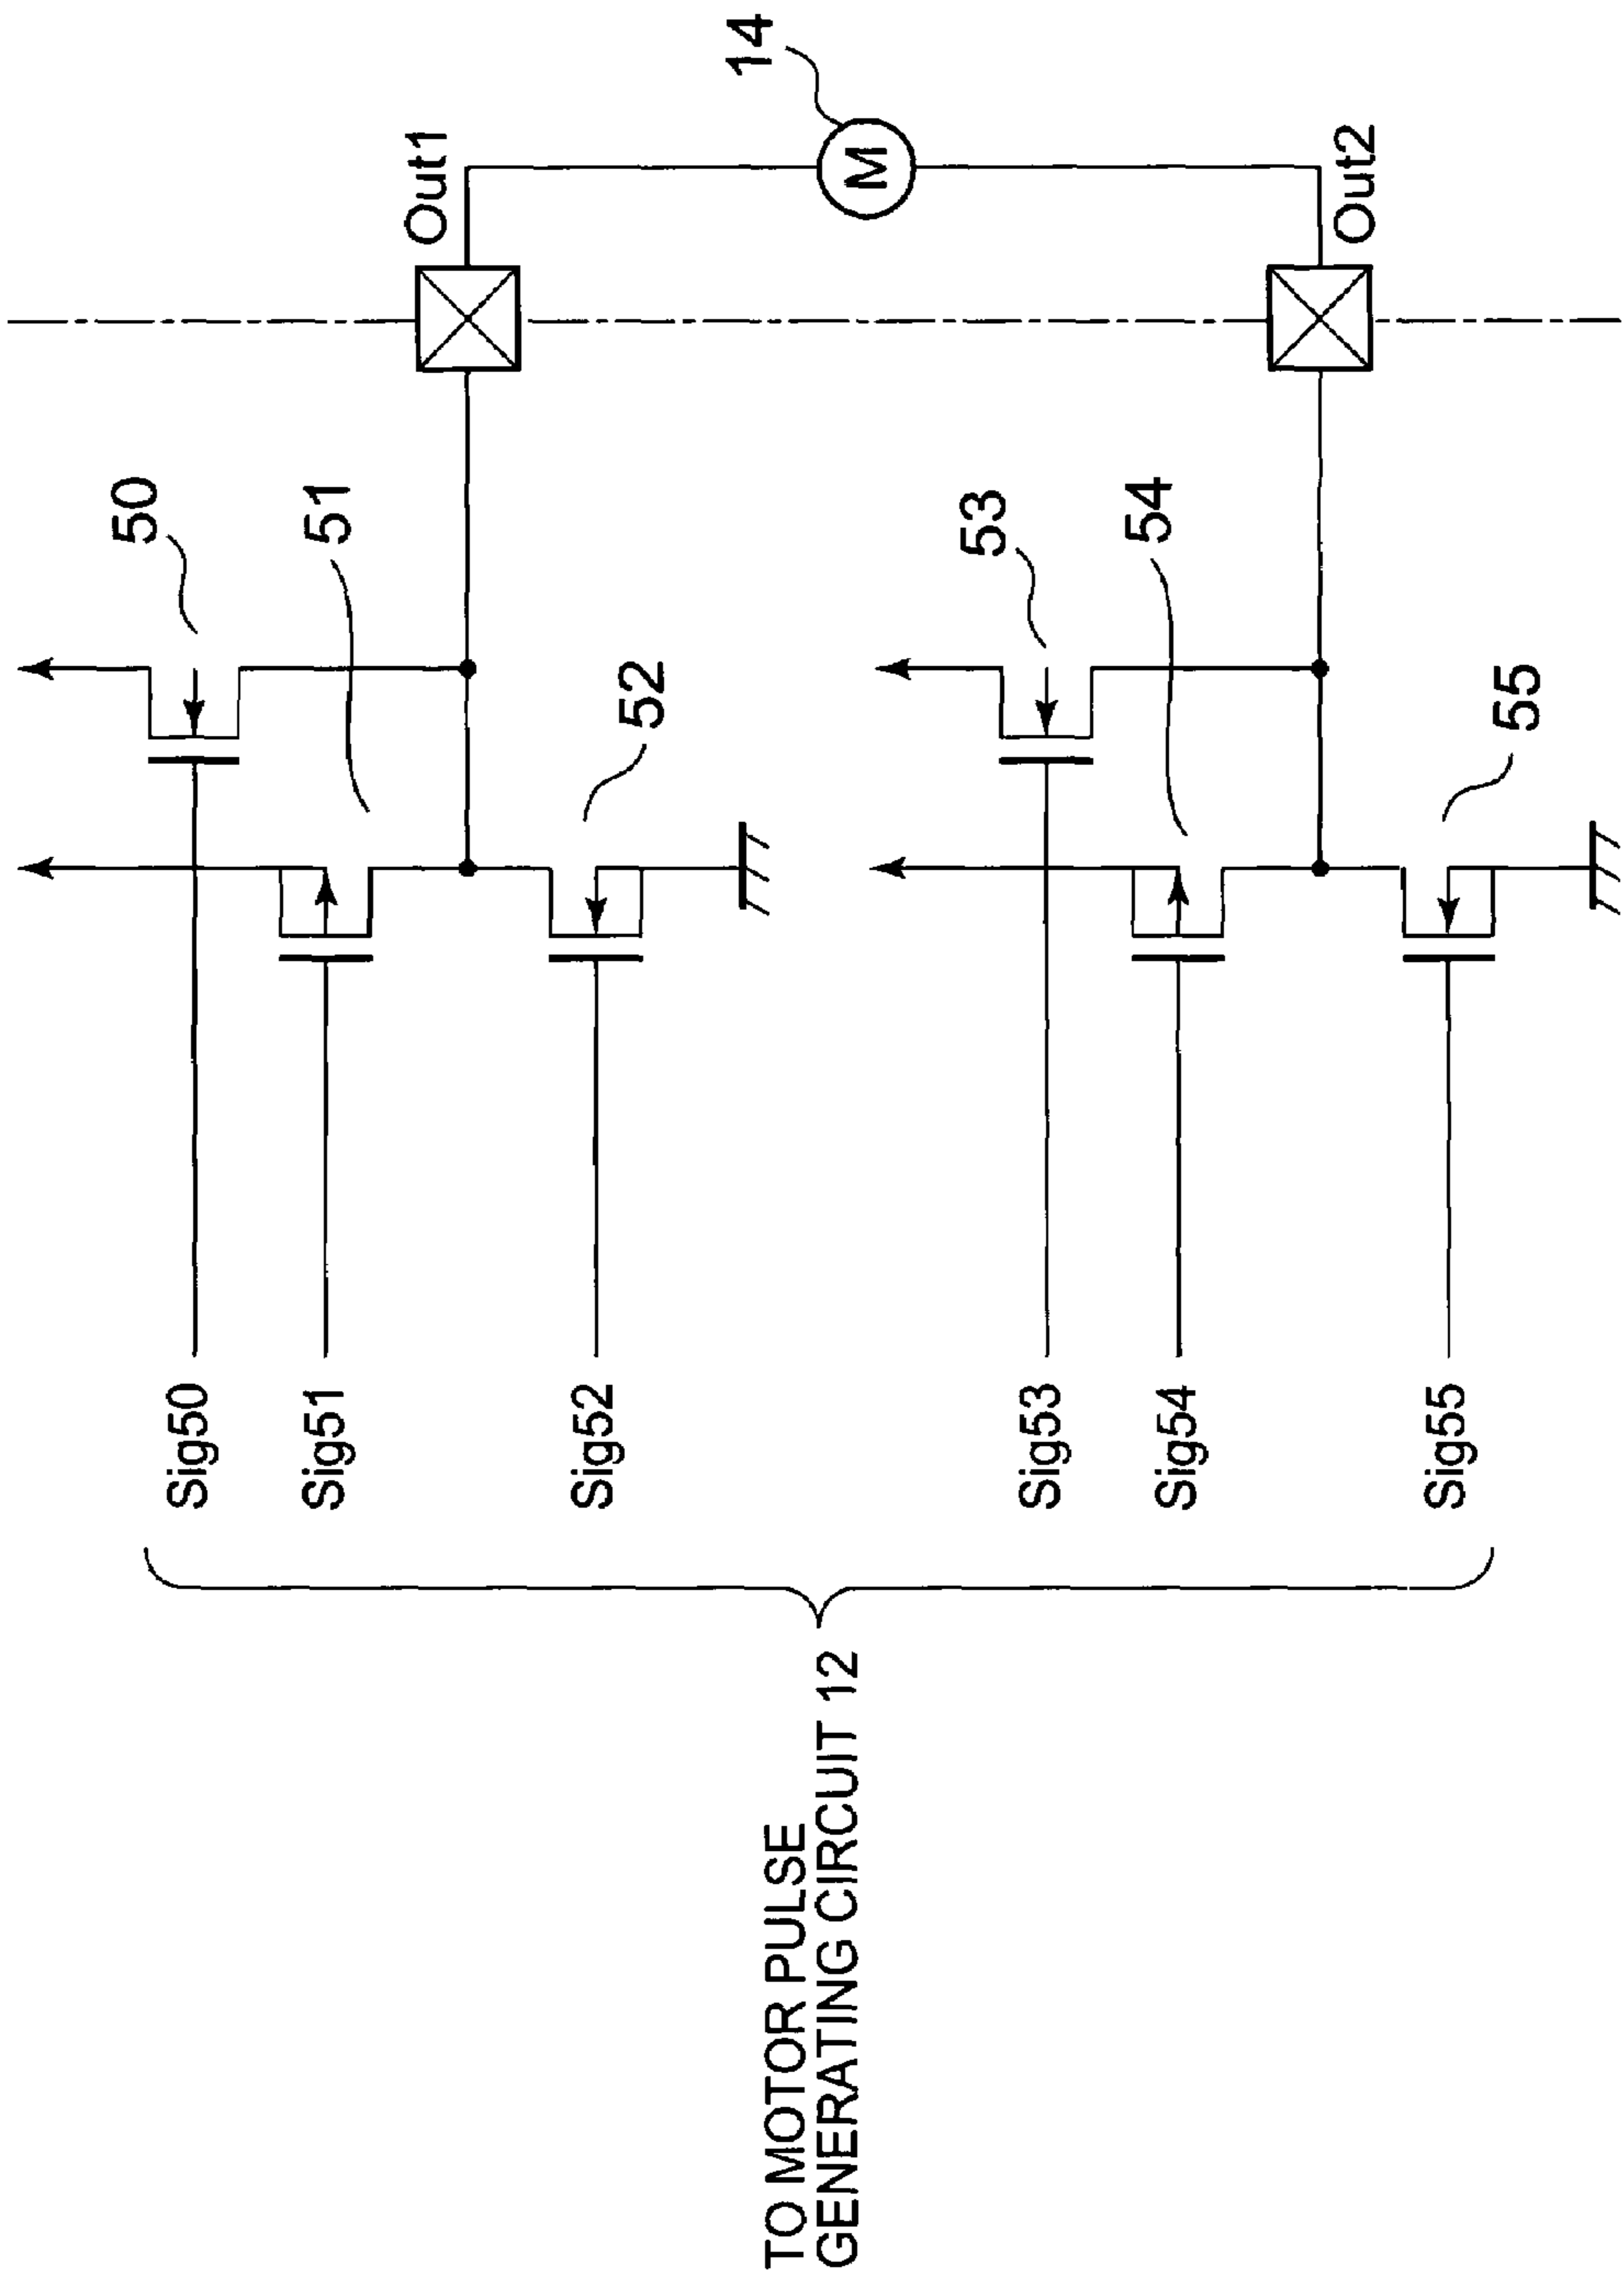 14
Out1
50
51
52
Sig50
Sig51
Sig52
M
53
54
55
Out2
Sig53
Sig54
Sig55
TO MOTOR PULSE
GENERATING CIRCUIT 12